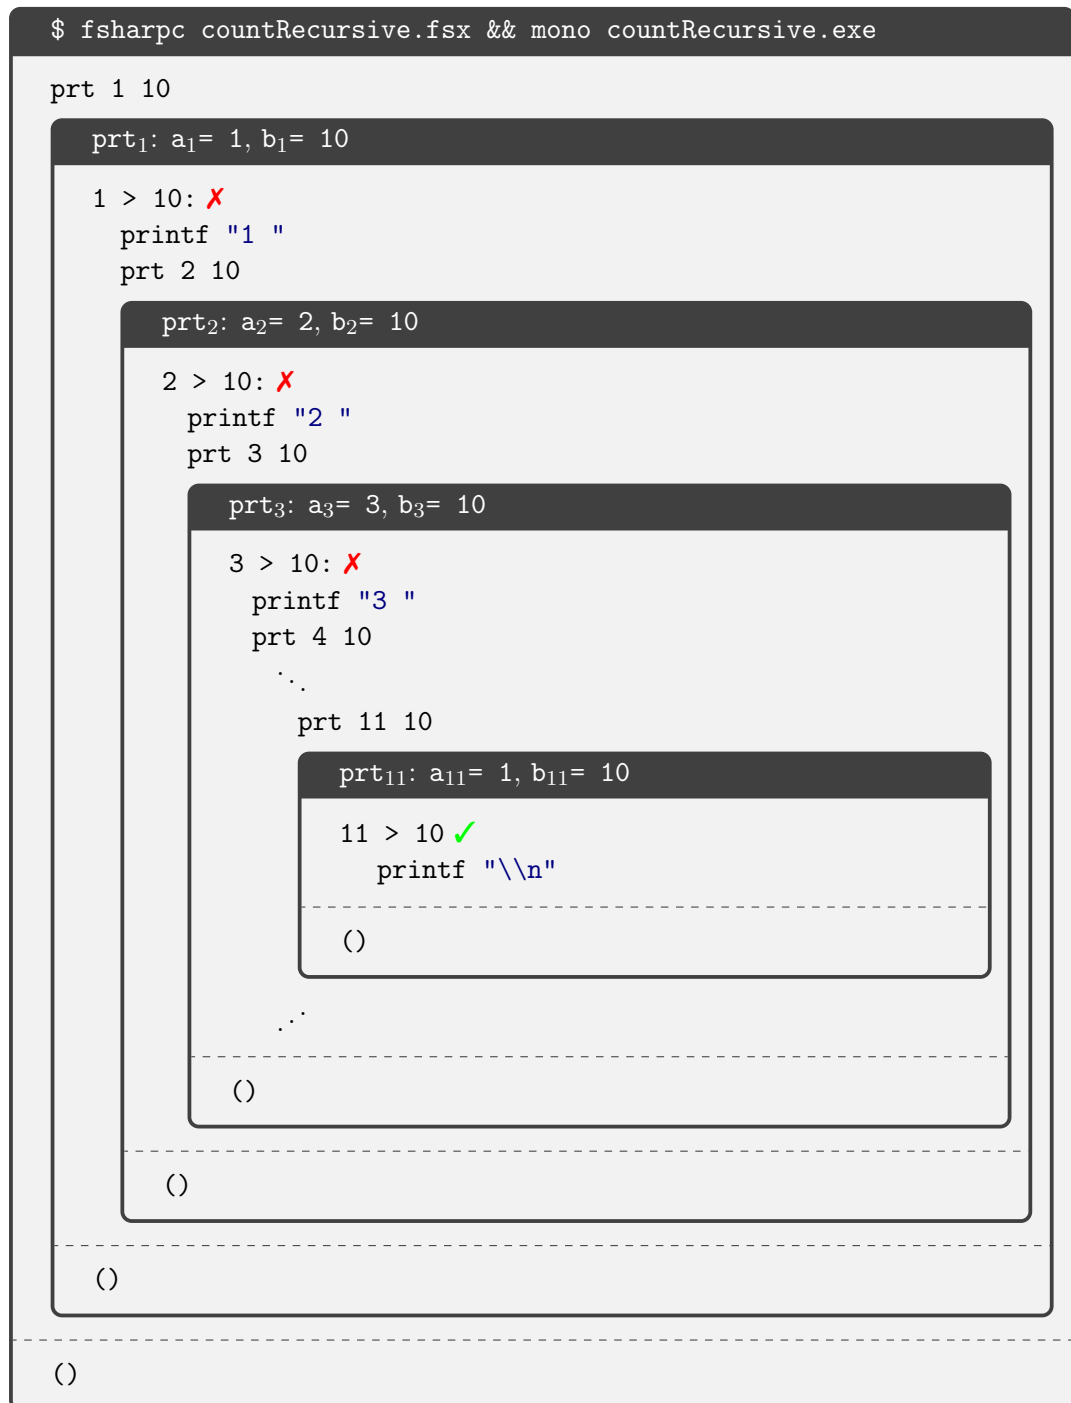 $ fsharpc countRecursive.fsx && mono countRecursive.exe
prt 1 10
prt₁: a₁= 1, b₁= 10
1 > 10: ✗
printf "1 "
prt 2 10
prt₂: a₂= 2, b₂= 10
2 > 10: ✗
printf "2 "
prt 3 10
prt₃: a₃= 3, b₃= 10
3 > 10: ✗
printf "3 "
prt 4 10
⋱
prt 11 10
prt₁₁: a₁₁= 1, b₁₁= 10
11 > 10 ✓
printf "\\n"
()
⋰
()
()
()
()